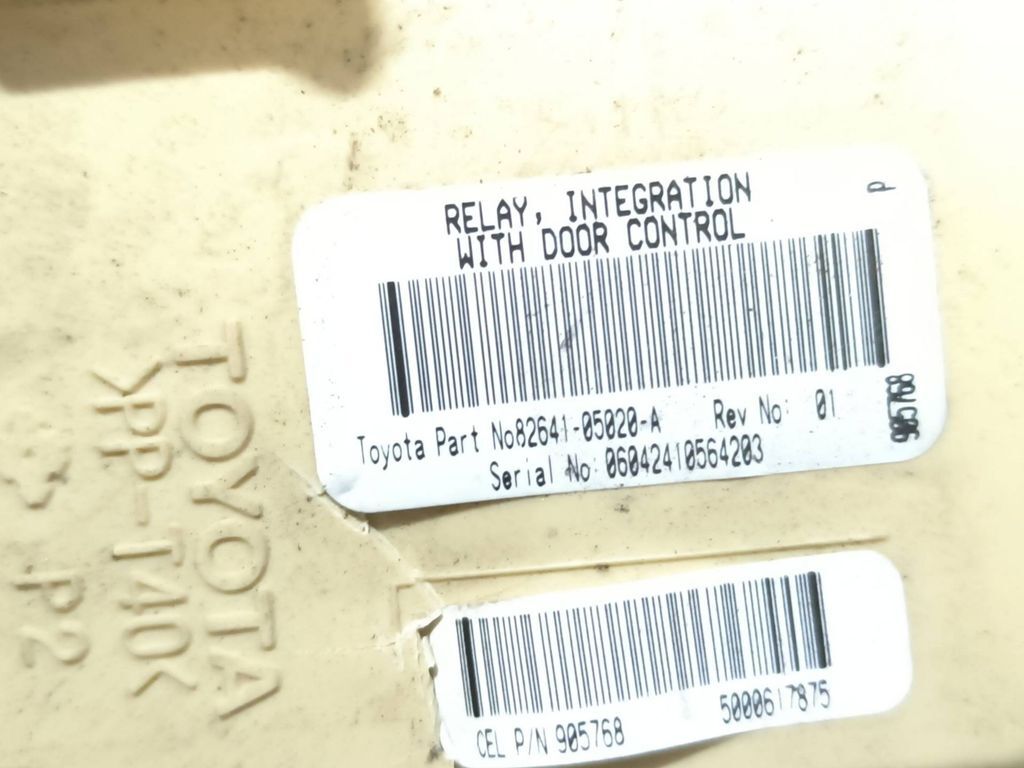 RELAY, INTEGRATION
WITH DOOR CONTROL
P
Toyota Part No82641-05020-A Rev No: 01
Serial No: 06042410564203
905768
CEL P/N 905768 5000617875
TOYOTA
>PP-T40<
P2